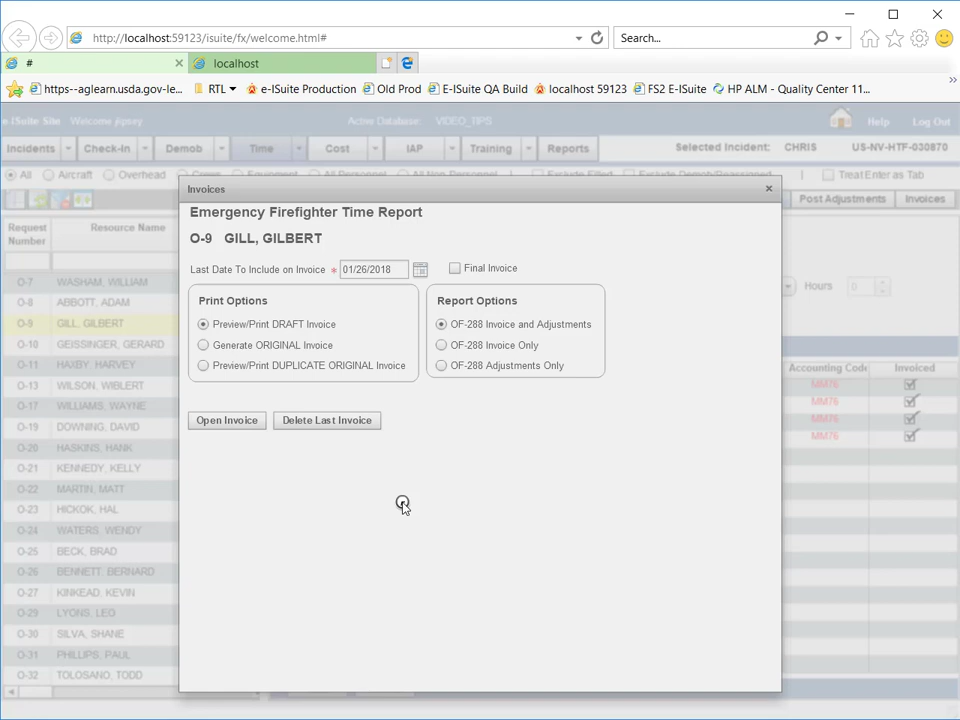 http://localhost:59123/isuite/fx/welcome.html#
Search...
#
localhost
https--aglearn.usda.gov-le...
RTL
e-ISuite Production
Old Prod
E-ISuite QA Build
localhost 59123
FS2 E-ISuite
HP ALM - Quality Center 11...
e ISuite Site Welcome jkpsey
Active Database: VIDEO_TIPS
Help
Log Out
Incidents
Check-In
Demob
Time
Cost
IAP
Training
Reports
Selected Incident: CHRIS US-NV-HTF-030870
All
Aircraft
Overhead
Treat Enter as Tab
Invoices
Post Adjustments
Invoices
Emergency Firefighter Time Report
O-9 GILL, GILBERT
Last Date To Include on Invoice * 01/26/2018
Final Invoice
Print Options
Preview/Print DRAFT Invoice
Generate ORIGINAL Invoice
Preview/Print DUPLICATE ORIGINAL Invoice
Report Options
OF-288 Invoice and Adjustments
OF-288 Invoice Only
OF-288 Adjustments Only
Open Invoice
Delete Last Invoice
Request Number
Resource Name
O-7 WASHAM, WILLIAM
O-8 ABBOTT, ADAM
O-9 GILL, GILBERT
O-10 GEISSINGER, GERARD
O-11 HAXBY, HARVEY
O-13 WILSON, WIBLERT
O-17 WILLIAMS, WAYNE
O-19 DOWNING, DAVID
O-20 HASKINS, HANK
O-21 KENNEDY, KELLY
O-22 MARTIN, MATT
O-23 HICKOK, HAL
O-24 WATERS, WENDY
O-25 BECK, BRAD
O-26 BENNETT, BERNARD
O-27 KINKEAD, KEVIN
O-29 LYONS, LEO
O-30 SILVA, SHANE
O-31 PHILLIPS, PAUL
O-32 TOLOSANO, TODD
Hours 0
Accounting Code
Invoiced
MM76
MM76
MM76
MM76